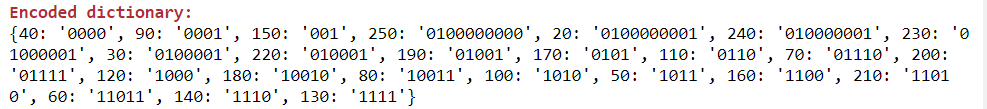 Encoded dictionary:
{40: '0000', 90: '0001', 150: '001', 250: '0100000000', 20: '0100000001', 240: '010000001', 230: '0
1000001', 30: '0100001', 220: '010001', 190: '01001', 170: '0101', 110: '0110', 70: '01110', 200:
'01111', 120: '1000', 180: '10010', 80: '10011', 100: '1010', 50: '1011', 160: '1100', 210: '1101
0', 60: '11011', 140: '1110', 130: '1111'}